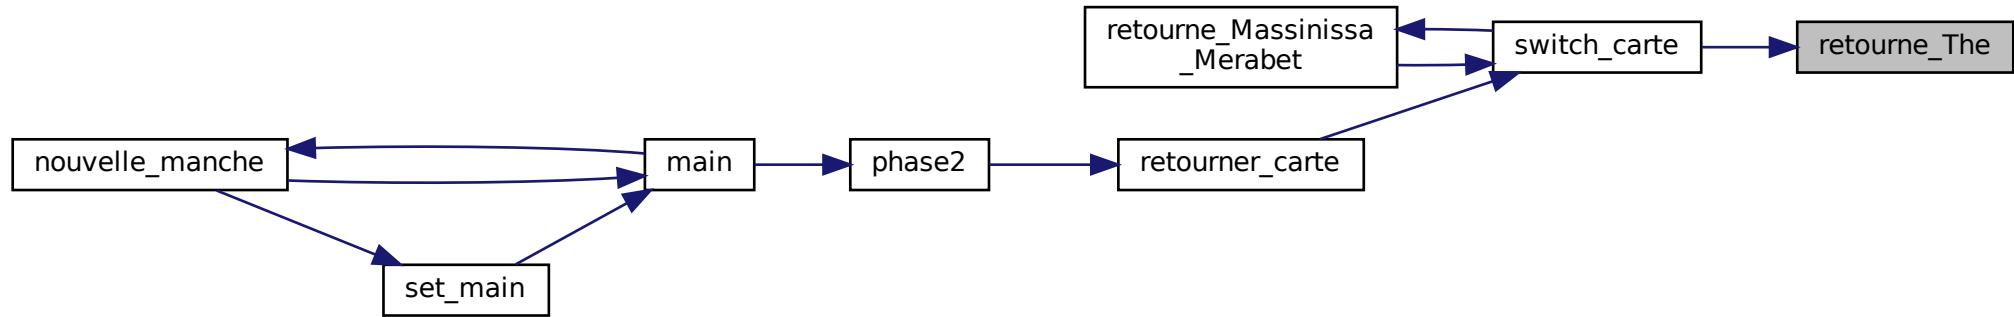 retourne_Massinissa
_Merabet
switch_carte
retourne_The
nouvelle_manche
main
phase2
retourner_carte
set_main